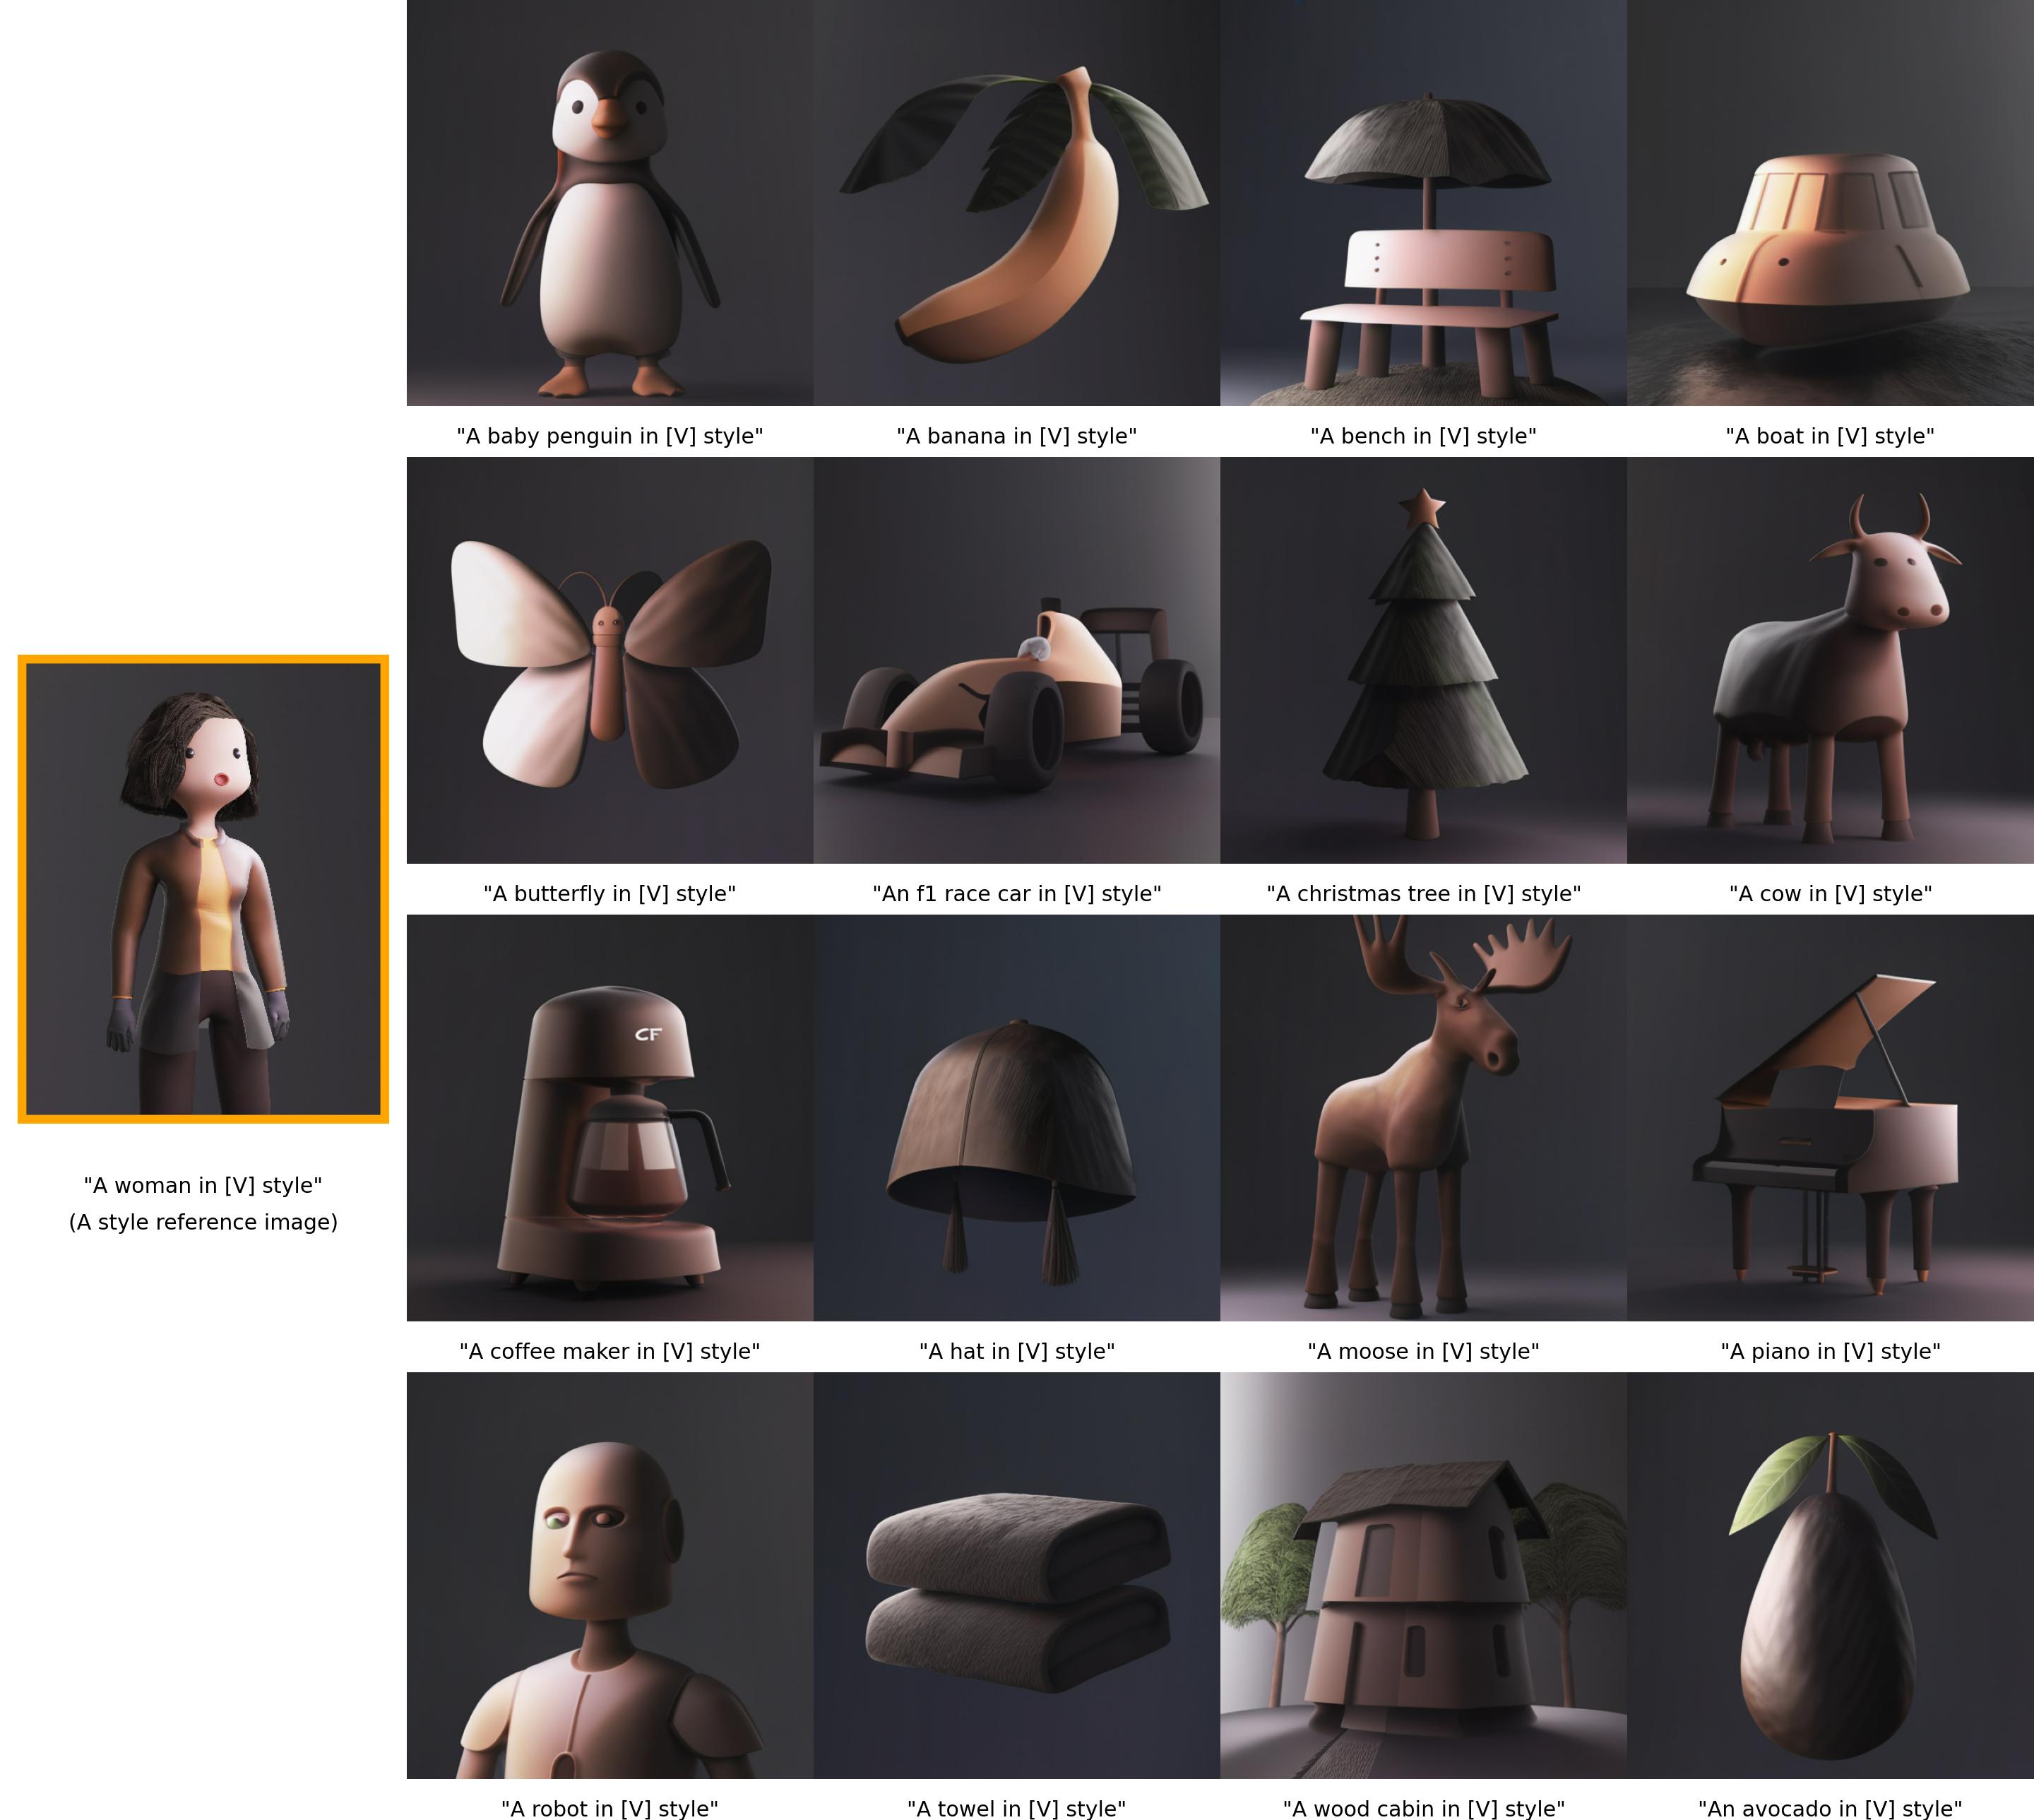 "A baby penguin in [V] style"
"A banana in [V] style"
"A bench in [V] style"
"A boat in [V] style"
"A butterfly in [V] style"
"An f1 race car in [V] style"
"A christmas tree in [V] style"
"A cow in [V] style"
"A woman in [V] style"
(A style reference image)
CF
"A coffee maker in [V] style"
"A hat in [V] style"
"A moose in [V] style"
"A piano in [V] style"
"A robot in [V] style"
"A towel in [V] style"
"A wood cabin in [V] style"
"An avocado in [V] style"